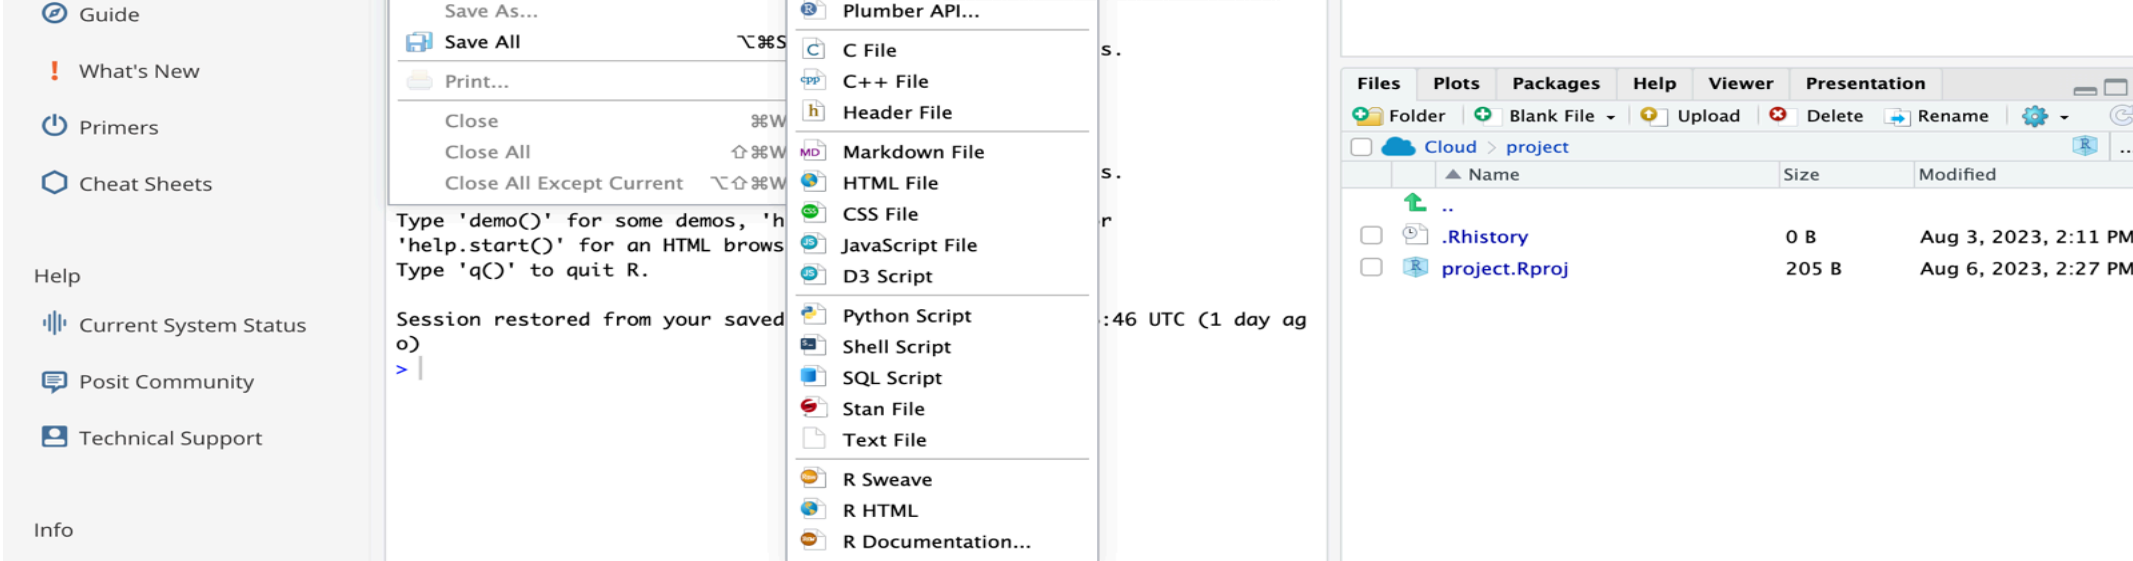 Guide
What's New
Primers
Cheat Sheets
Help
Current System Status
Posit Community
Technical Support
Info
Save As...
Save All ⌥⌘S
Print...
Close ⌘W
Close All ⇧⌘W
Close All Except Current ⌥⇧⌘W
Type 'demo()' for some demos, 'h
'help.start()' for an HTML brows
Type 'q()' to quit R.
Session restored from your saved
o)
>
Plumber API...
C File
C++ File
Header File
Markdown File
HTML File
CSS File
JavaScript File
D3 Script
Python Script
Shell Script
SQL Script
Stan File
Text File
R Sweave
R HTML
R Documentation...
s.
s.
r
:46 UTC (1 day ag
Files Plots Packages Help Viewer Presentation
Folder Blank File Upload Delete Rename
Cloud > project
Name Size Modified
..
.Rhistory 0 B Aug 3, 2023, 2:11 PM
project.Rproj 205 B Aug 6, 2023, 2:27 PM